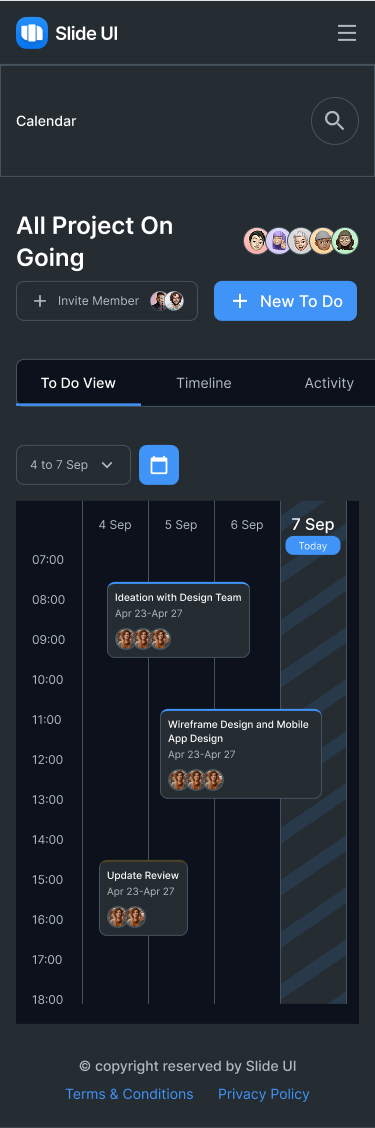 Slide UI
Calendar
All Project On
Going
Invite Member
New To Do
To Do View
Timeline
Activity
4 to 7 Sep
4 Sep
5 Sep
6 Sep
7 Sep
Today
07:00
08:00
09:00
10:00
11:00
12:00
13:00
14:00
15:00
16:00
17:00
18:00
Ideation with Design Team
Apr 23-Apr 27
Wireframe Design and Mobile
App Design
Apr 23-Apr 27
Update Review
Apr 23-Apr 27
© copyright reserved by Slide UI
Terms & Conditions
Privacy Policy